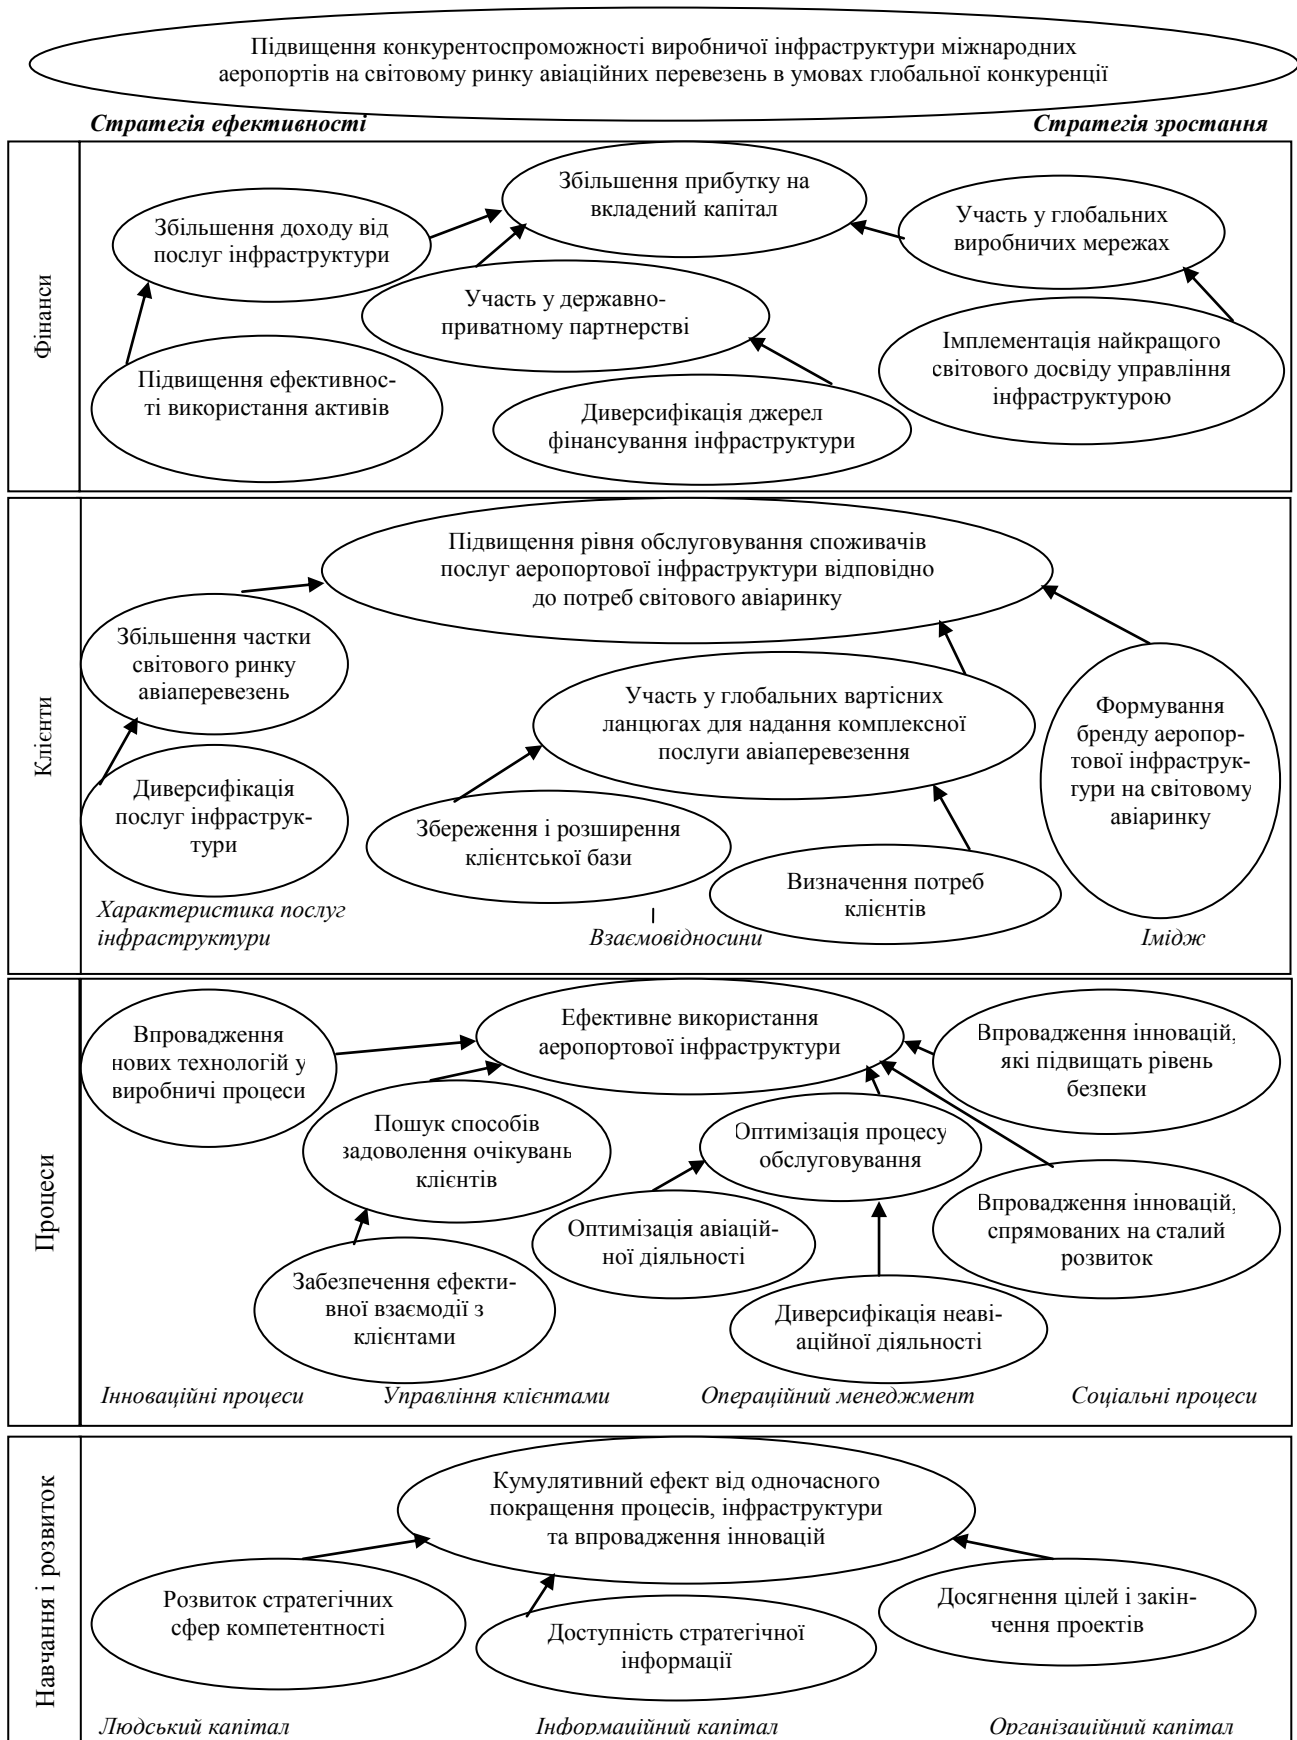 Підвищення конкурентоспроможності виробничої інфраструктури міжнародних
аеропортів на світовому ринку авіаційних перевезень в умовах глобальної конкуренції
Стратегія ефективності
Стратегія зростання
Фінанси
Збільшення прибутку на
вкладений капітал
Збільшення доходу від
послуг інфраструктури
Участь у глобальних
виробничих мережах
Участь у державно-
приватному партнерстві
Підвищення ефективнос-
ті використання активів
Імплементація найкращого
світового досвіду управління
інфраструктурою
Диверсифікація джерел
фінансування інфраструктури
Клієнти
Підвищення рівня обслуговування споживачів
послуг аеропортової інфраструктури відповідно
до потреб світового авіаринку
Збільшення частки
світового ринку
авіаперевезень
Участь у глобальних вартісних
ланцюгах для надання комплексної
послуги авіаперевезення
Формування
бренду аеропор-
тової інфраструк-
тури на світовому
авіаринку
Диверсифікація
послуг інфраструк-
тури
Збереження і розширення
клієнтської бази
Визначення потреб
клієнтів
Характеристика послуг
інфраструктури
Взаємовідносини
Імідж
Процеси
Впровадження
нових технологій у
виробничі процеси
Ефективне використання
аеропортової інфраструктури
Впровадження інновацій,
які підвищать рівень
безпеки
Пошук способів
задоволення очікувань
клієнтів
Оптимізація процесу
обслуговування
Оптимізація авіацій-
ної діяльності
Впровадження інновацій,
спрямованих на сталий
розвиток
Забезпечення ефекти-
вної взаємодії з
клієнтами
Диверсифікація неаві-
аційної діяльності
Інноваційні процеси
Управління клієнтами
Операційний менеджмент
Соціальні процеси
Навчання і розвиток
Кумулятивний ефект від одночасного
покращення процесів, інфраструктури
та впровадження інновацій
Розвиток стратегічних
сфер компетентності
Доступність стратегічної
інформації
Досягнення цілей і закін-
чення проектів
Людський капітал
Інформаційний капітал
Організаційний капітал